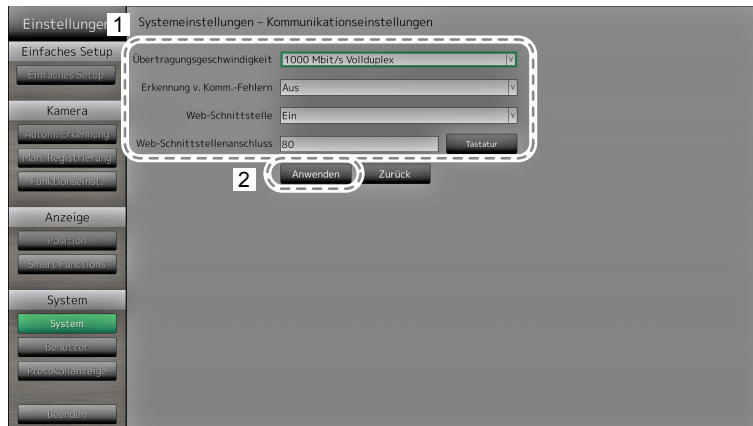 Einstellungen
1
Systemeinstellungen – Kommunikationseinstellungen
Einfaches Setup
Einfaches Setup
Kamera
Autom. Erkennung
Man. Registrierung
Funktionseinst.
Anzeige
Position
Smart Functions
System
System
Benutzer
Protokollanzeige
Beenden
Übertragungsgeschwindigkeit 1000 Mbit/s Vollduplex
Erkennung v. Komm.-Fehlern Aus
Web-Schnittstelle Ein
Web-Schnittstellenanschluss 80 Tastatur
2 Anwenden Zurück